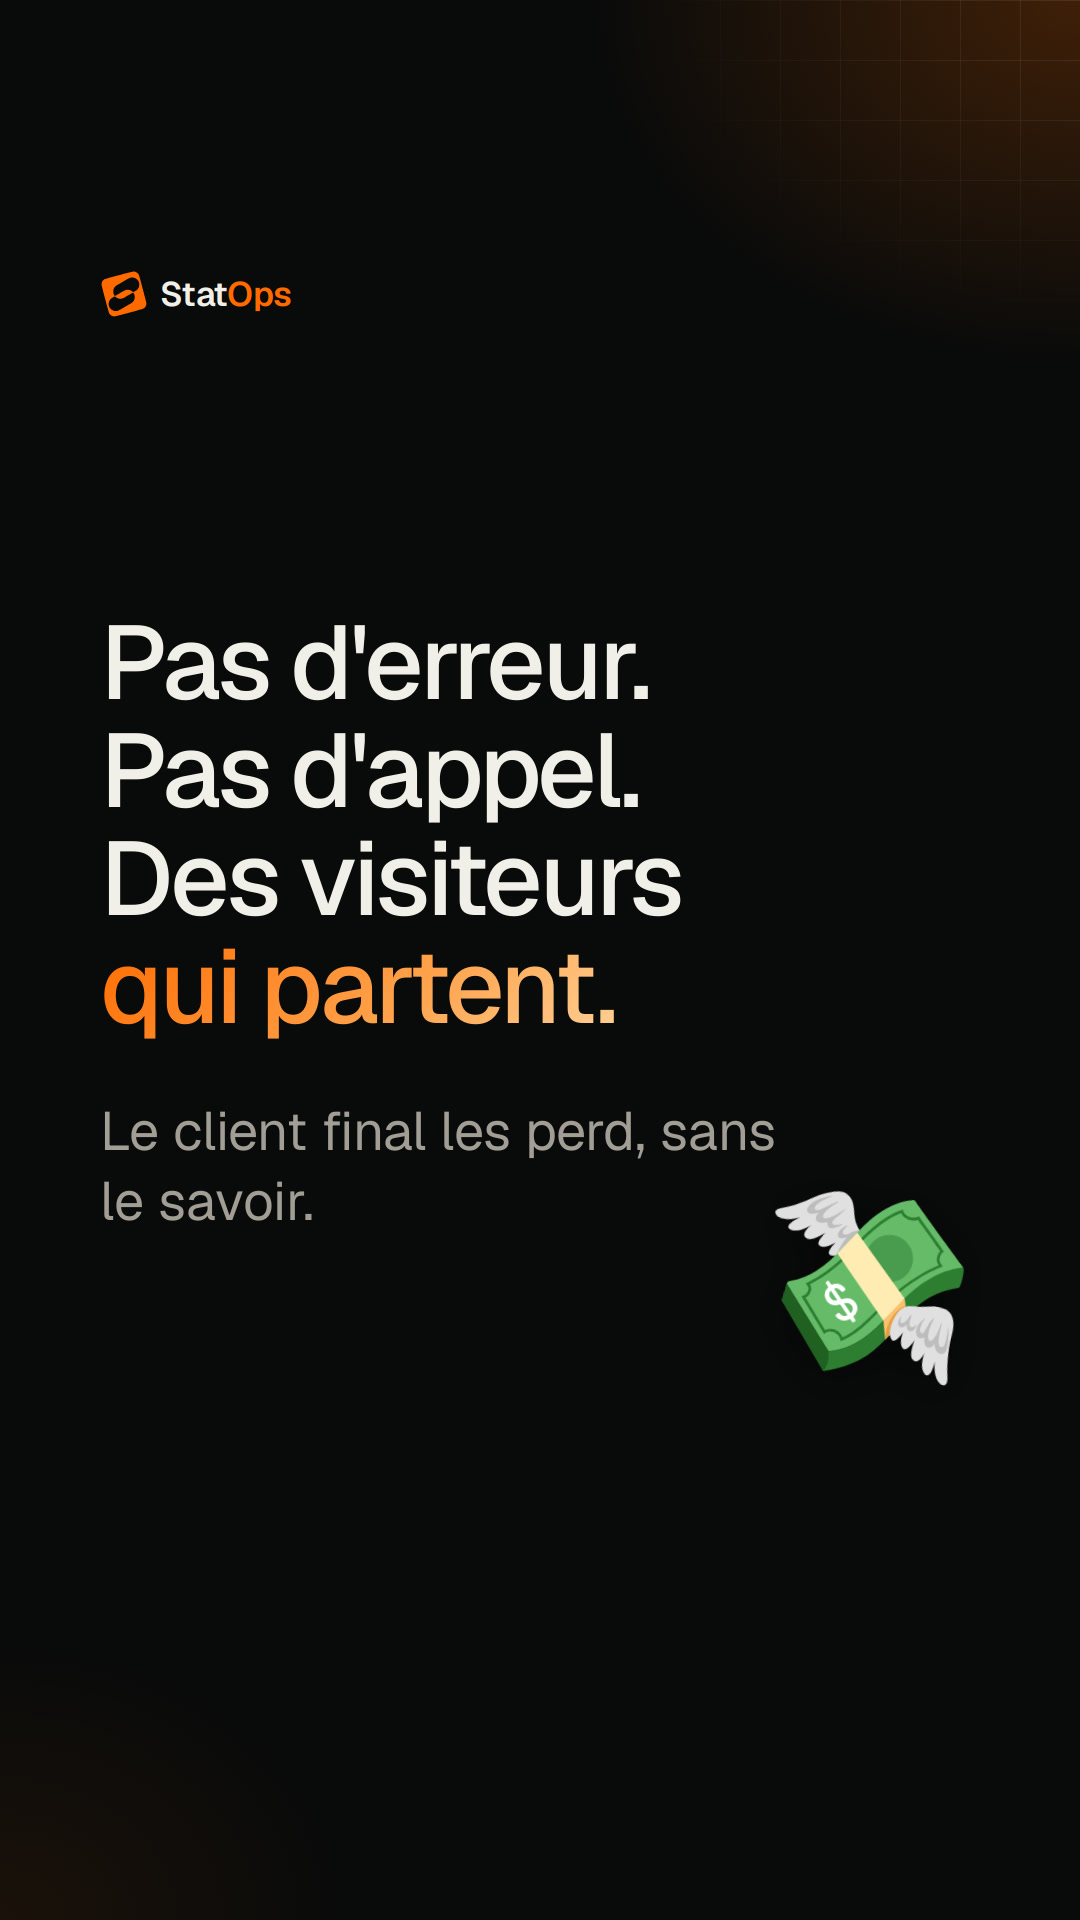 StatOps
Pas d'erreur.
Pas d'appel.
Des visiteurs
qui partent.
Le client final les perd, sans
le savoir.
$